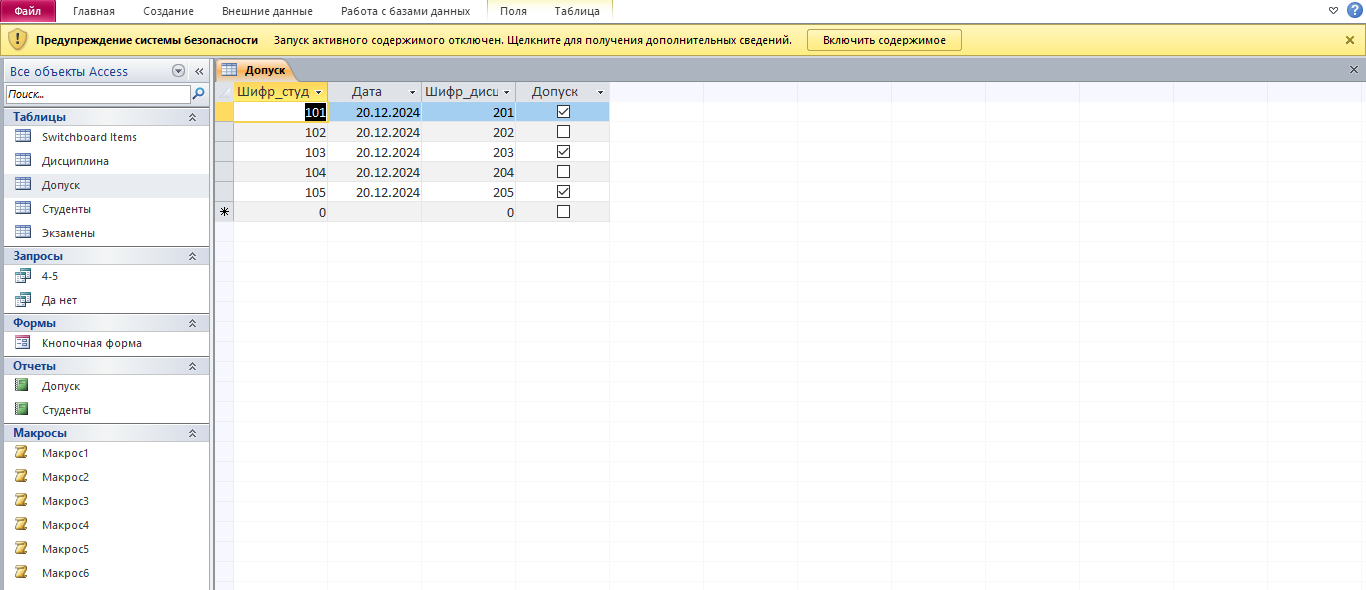 Файл Главная Создание Внешние данные Работа с базами данных Поля Таблица
Предупреждение системы безопасности Запуск активного содержимого отключен. Щелкните для получения дополнительных сведений. Включить содержимое
Все объекты Access
Поиск...
Таблицы
Switchboard Items
Дисциплина
Допуск
Студенты
Экзамены
Запросы
4-5
Да нет
Формы
Кнопочная форма
Отчеты
Допуск
Студенты
Макросы
Макрос1
Макрос2
Макрос3
Макрос4
Макрос5
Макрос6
Допуск
Шифр_студ Дата Шифр_дисц Допуск
101 20.12.2024 201
102 20.12.2024 202
103 20.12.2024 203
104 20.12.2024 204
105 20.12.2024 205
0 0